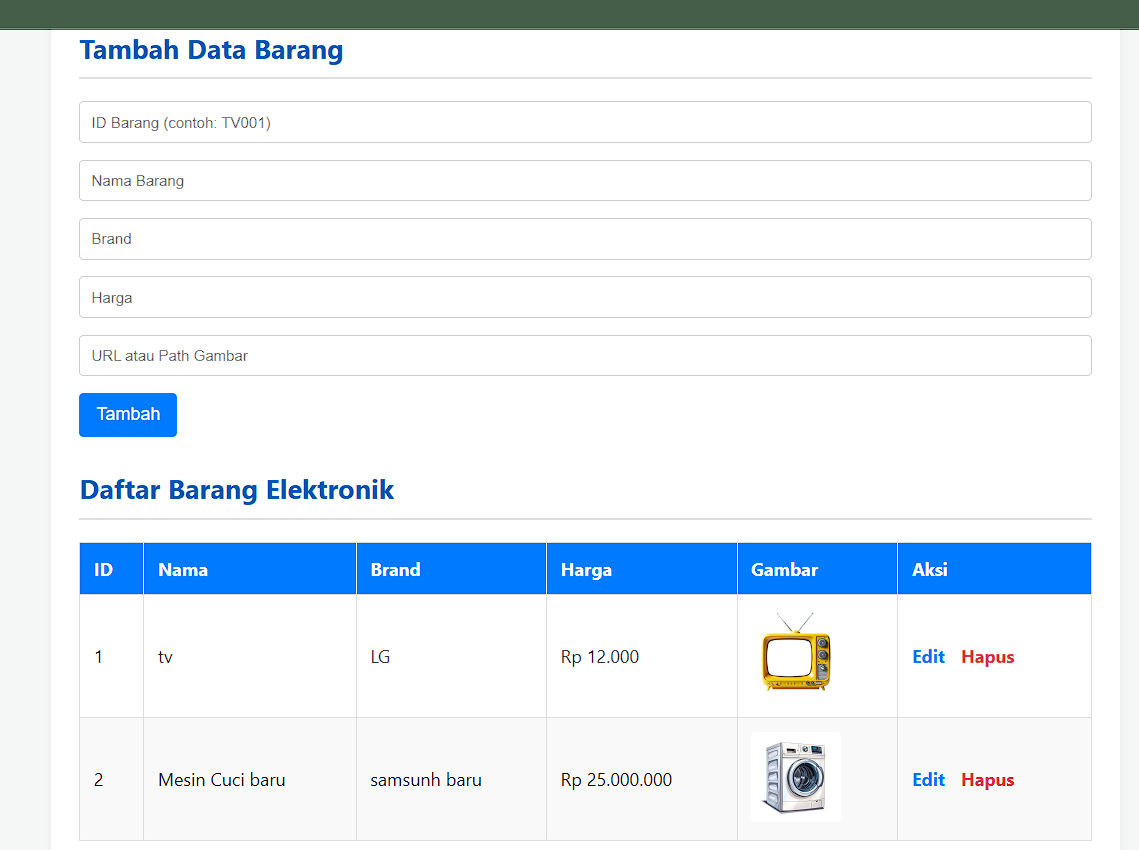 Tambah Data Barang
ID Barang (contoh: TV001)
Nama Barang
Brand
Harga
URL atau Path Gambar
Tambah
Daftar Barang Elektronik
ID Nama Brand Harga Gambar Aksi
1 tv LG Rp 12.000 Edit Hapus
2 Mesin Cuci baru samsunh baru Rp 25.000.000 Edit Hapus